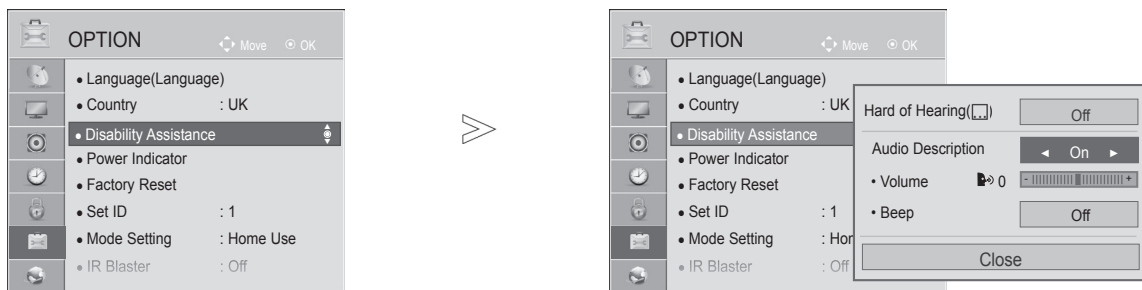 OPTION
Move OK
• Language(Language)
• Country : UK
• Disability Assistance
• Power Indicator
• Factory Reset
• Set ID : 1
• Mode Setting : Home Use
• IR Blaster : Off
OPTION
Move OK
• Language(Language)
• Country : UK
• Disability Assistance
• Power Indicator
• Factory Reset
• Set ID : 1
• Mode Setting : Hor
• IR Blaster : Off
Hard of Hearing( ) Off
Audio Description ◄ On ►
• Volume 0 - +
• Beep Off
Close